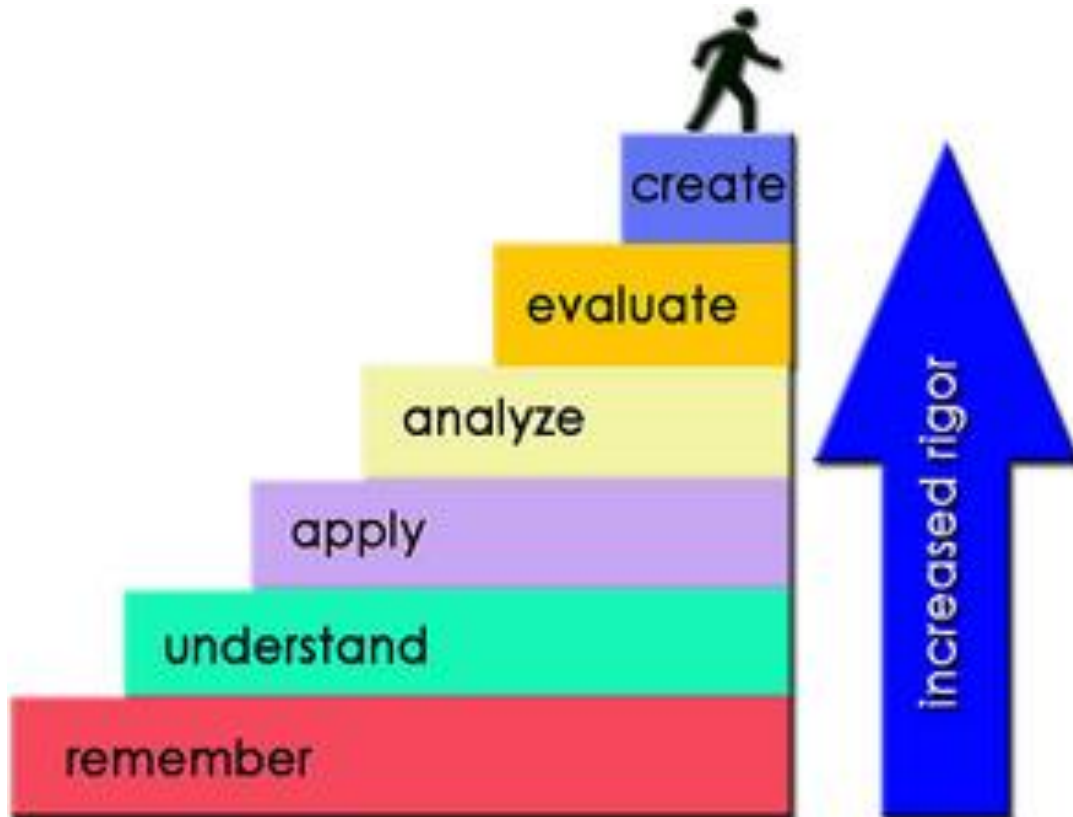 create
evaluate
analyze
apply
understand
remember
increased rigor